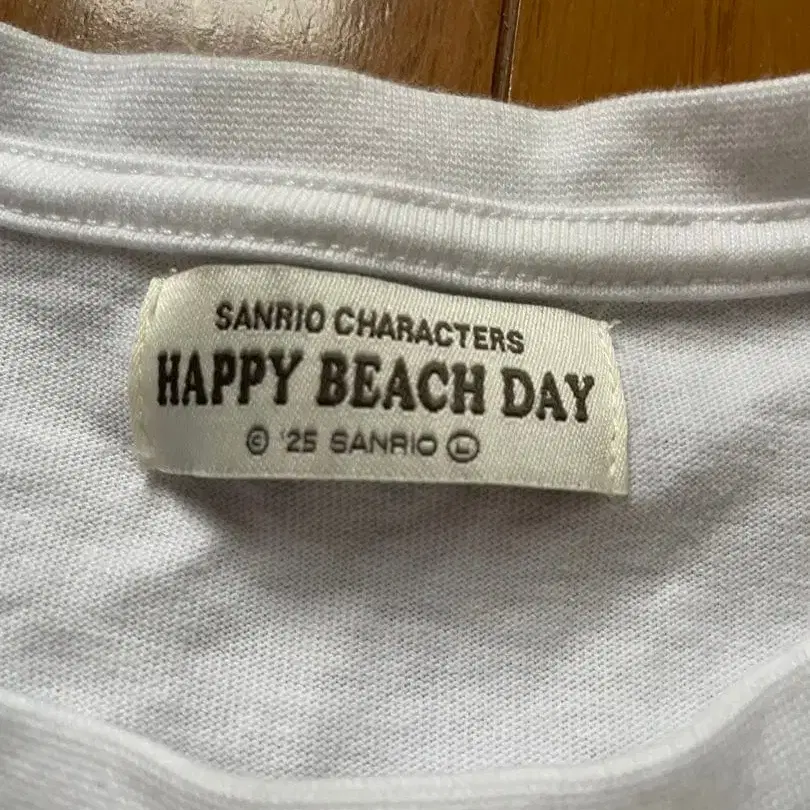 SANRIO CHARACTERS
HAPPY BEACH DAY
© '25 SANRIO Ⓛ